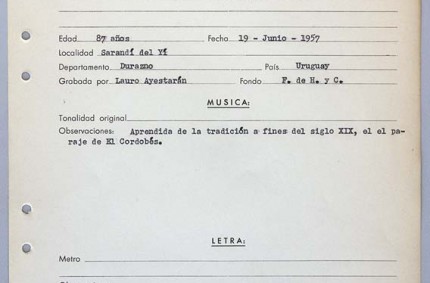 Edad 87 años Fecha 19 - Junio - 1957
Localidad Sarandí del Yí
Departamento Durazno País Uruguay
Grabada por Lauro Ayestarán Fondo F. de H. y C.
MUSICA:
Tonalidad original
Observaciones: Aprendida de la tradición a fines del siglo XIX, el el pa-
raje de El Cordobés.
LETRA:
Metro